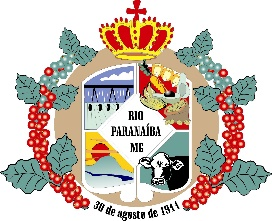 RIO
PARANAÍBA
MG
30 de agosto de 1911